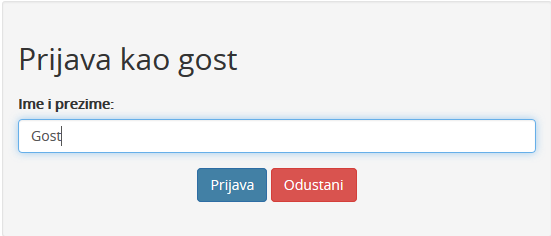 Prijava kao gost
Ime i prezime:
Gost
Prijava Odustani